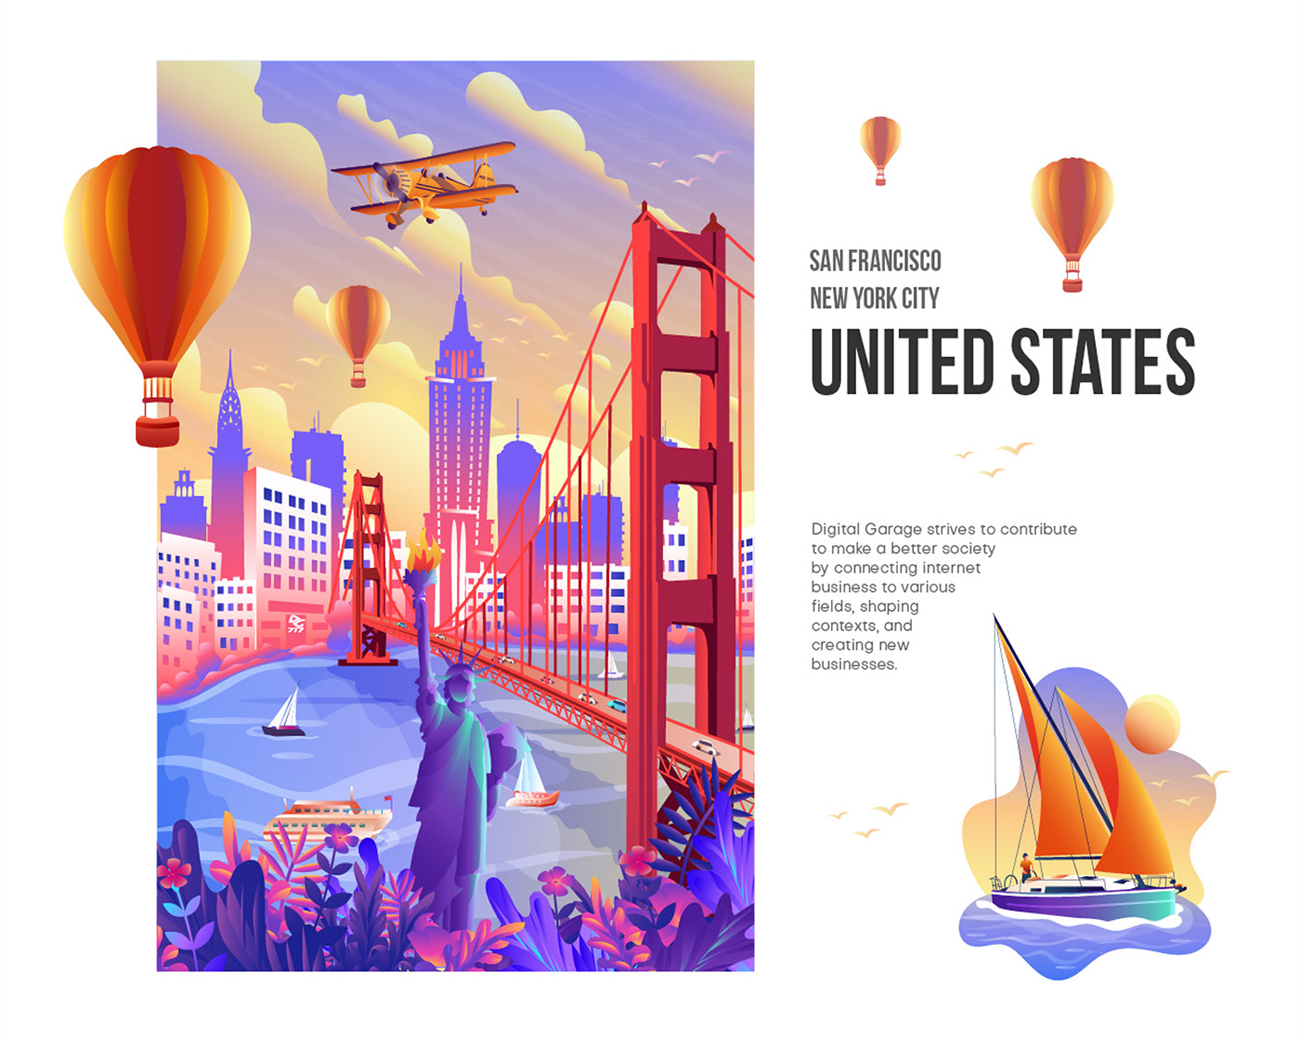 SAN FRANCISCO
NEW YORK CITY
UNITED STATES
Digital Garage strives to contribute
to make a better society
by connecting internet
business to various
fields, shaping
contexts, and
creating new
businesses.